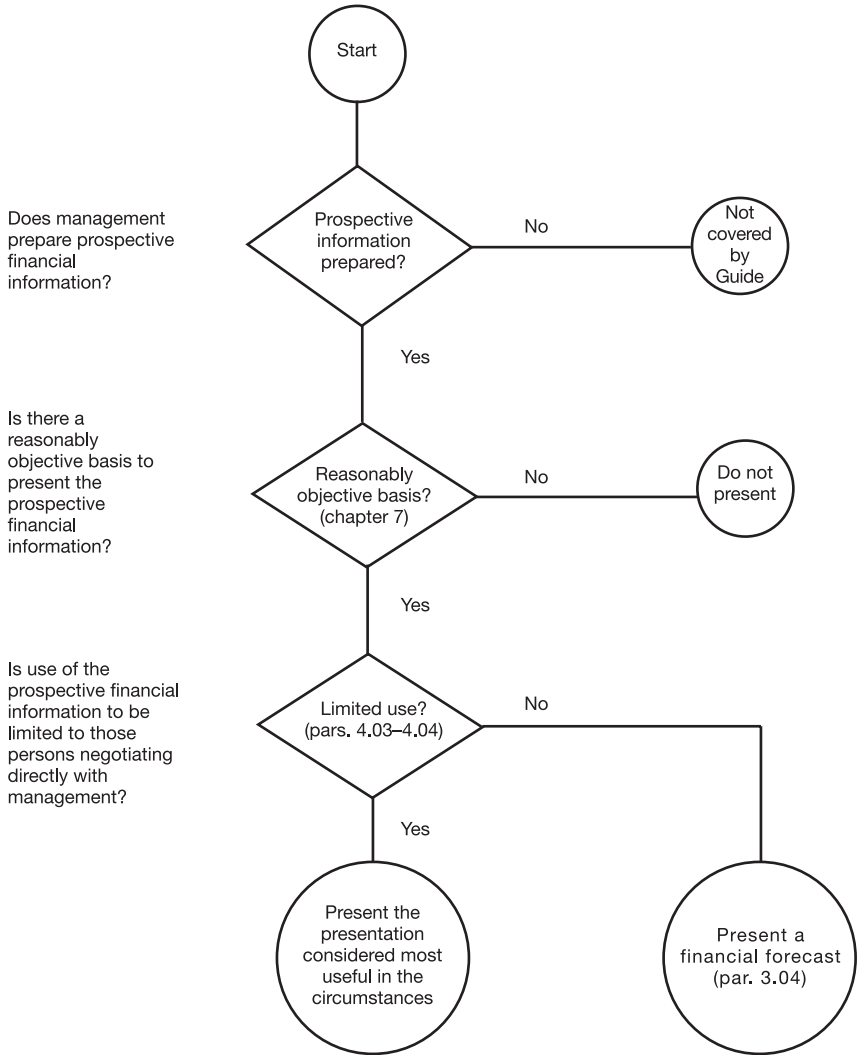 Start
Does management
prepare prospective
financial
information?
Prospective
information
prepared?
No
Not
covered
by
Guide
Yes
Is there a
reasonably
objective basis to
present the
prospective
financial
information?
Reasonably
objective basis?
(chapter 7)
No
Do not
present
Yes
Is use of the
prospective financial
information to be
limited to those
persons negotiating
directly with
management?
Limited use?
(pars. 4.03–4.04)
No
Yes
Present the
presentation
considered most
useful in the
circumstances
Present a
financial forecast
(par. 3.04)